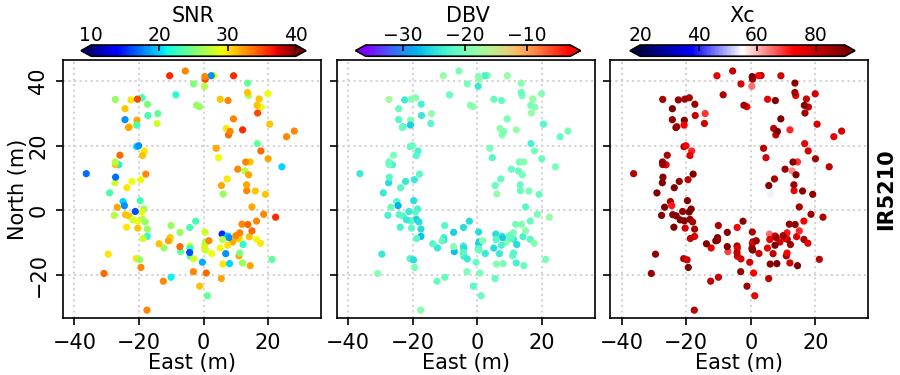 SNR DBV Xc
10 20 30 40 −30 −20 −10 20 40 60 80
40
20
0
−20
North (m)
IR5210
−40 −20 0 20 −40 −20 0 20 −40 −20 0 20
East (m) East (m) East (m)